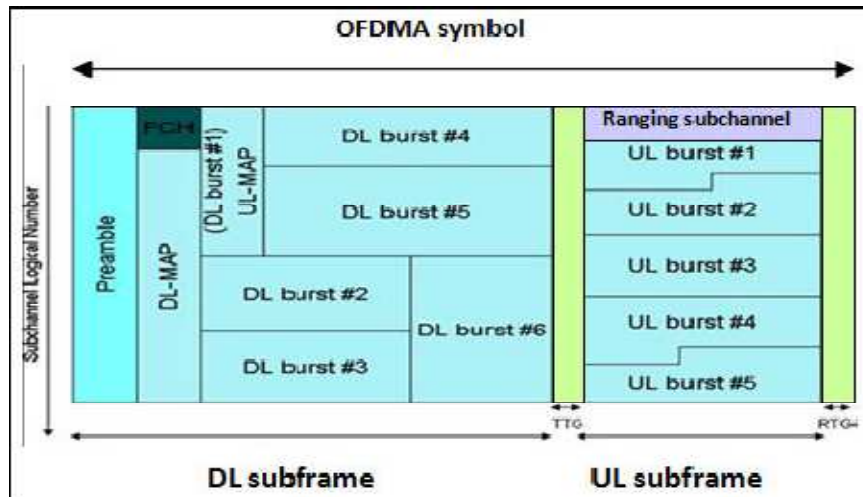 OFDMA symbol
Subchannel Logical Number
Preamble
FCH
DL-MAP
(DL burst #1)
UL-MAP
DL burst #4
DL burst #5
DL burst #2
DL burst #3
DL burst #6
Ranging subchannel
UL burst #1
UL burst #2
UL burst #3
UL burst #4
UL burst #5
TTG
RTG
DL subframe
UL subframe